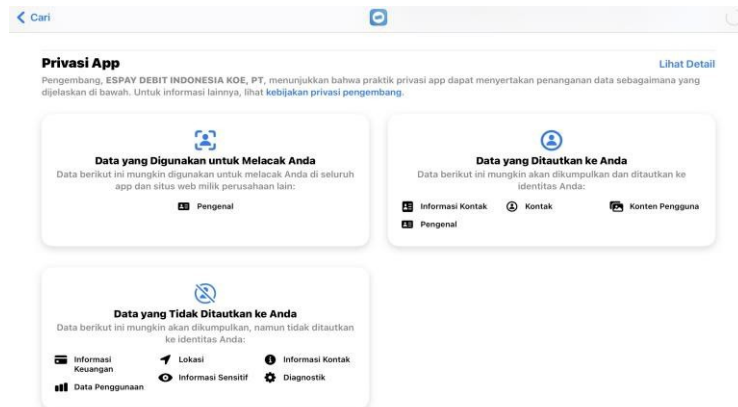 Cari
Privasi App
Lihat Detail
Pengembang, ESPAY DEBIT INDONESIA KOE, PT, menunjukkan bahwa praktik privasi app dapat menyertakan penanganan data sebagaimana yang
dijelaskan di bawah. Untuk informasi lainnya, lihat kebijakan privasi pengembang.
Data yang Digunakan untuk Melacak Anda
Data berikut ini mungkin digunakan untuk melacak Anda di seluruh
app dan situs web milik perusahaan lain:
Pengenal
Data yang Ditautkan ke Anda
Data berikut ini mungkin akan dikumpulkan dan ditautkan ke
identitas Anda:
Informasi Kontak
Kontak
Konten Pengguna
Pengenal
Data yang Tidak Ditautkan ke Anda
Data berikut ini mungkin akan dikumpulkan, namun tidak ditautkan
ke identitas Anda:
Informasi
Keuangan
Lokasi
Informasi Kontak
Informasi Sensitif
Diagnostik
Data Penggunaan